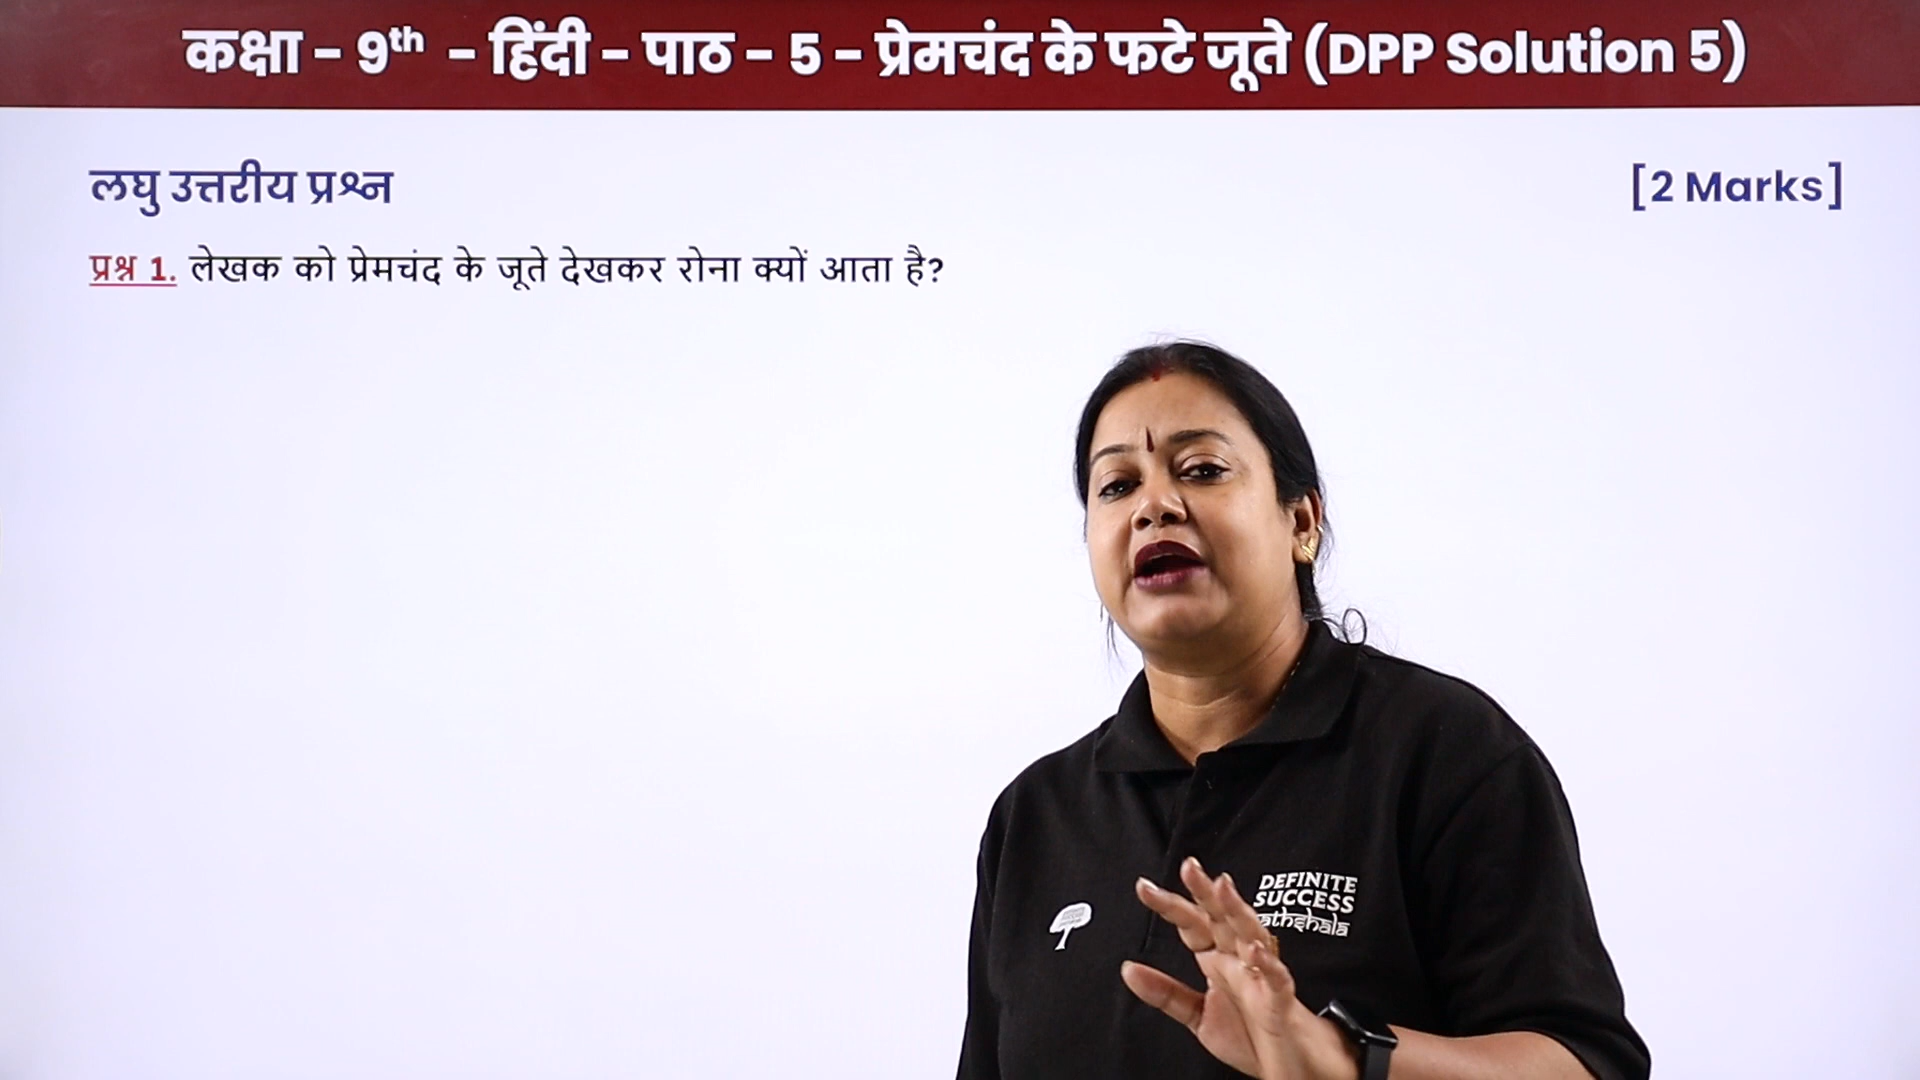 कक्षा - 9th - हिंदी - पाठ - 5 - प्रेमचंद के फटे जूते (DPP Solution 5)
लघु उत्तरीय प्रश्न [2 Marks]
प्रश्न 1. लेखक को प्रेमचंद के जूते देखकर रोना क्यों आता है?
DEFINITE
SUCCESS